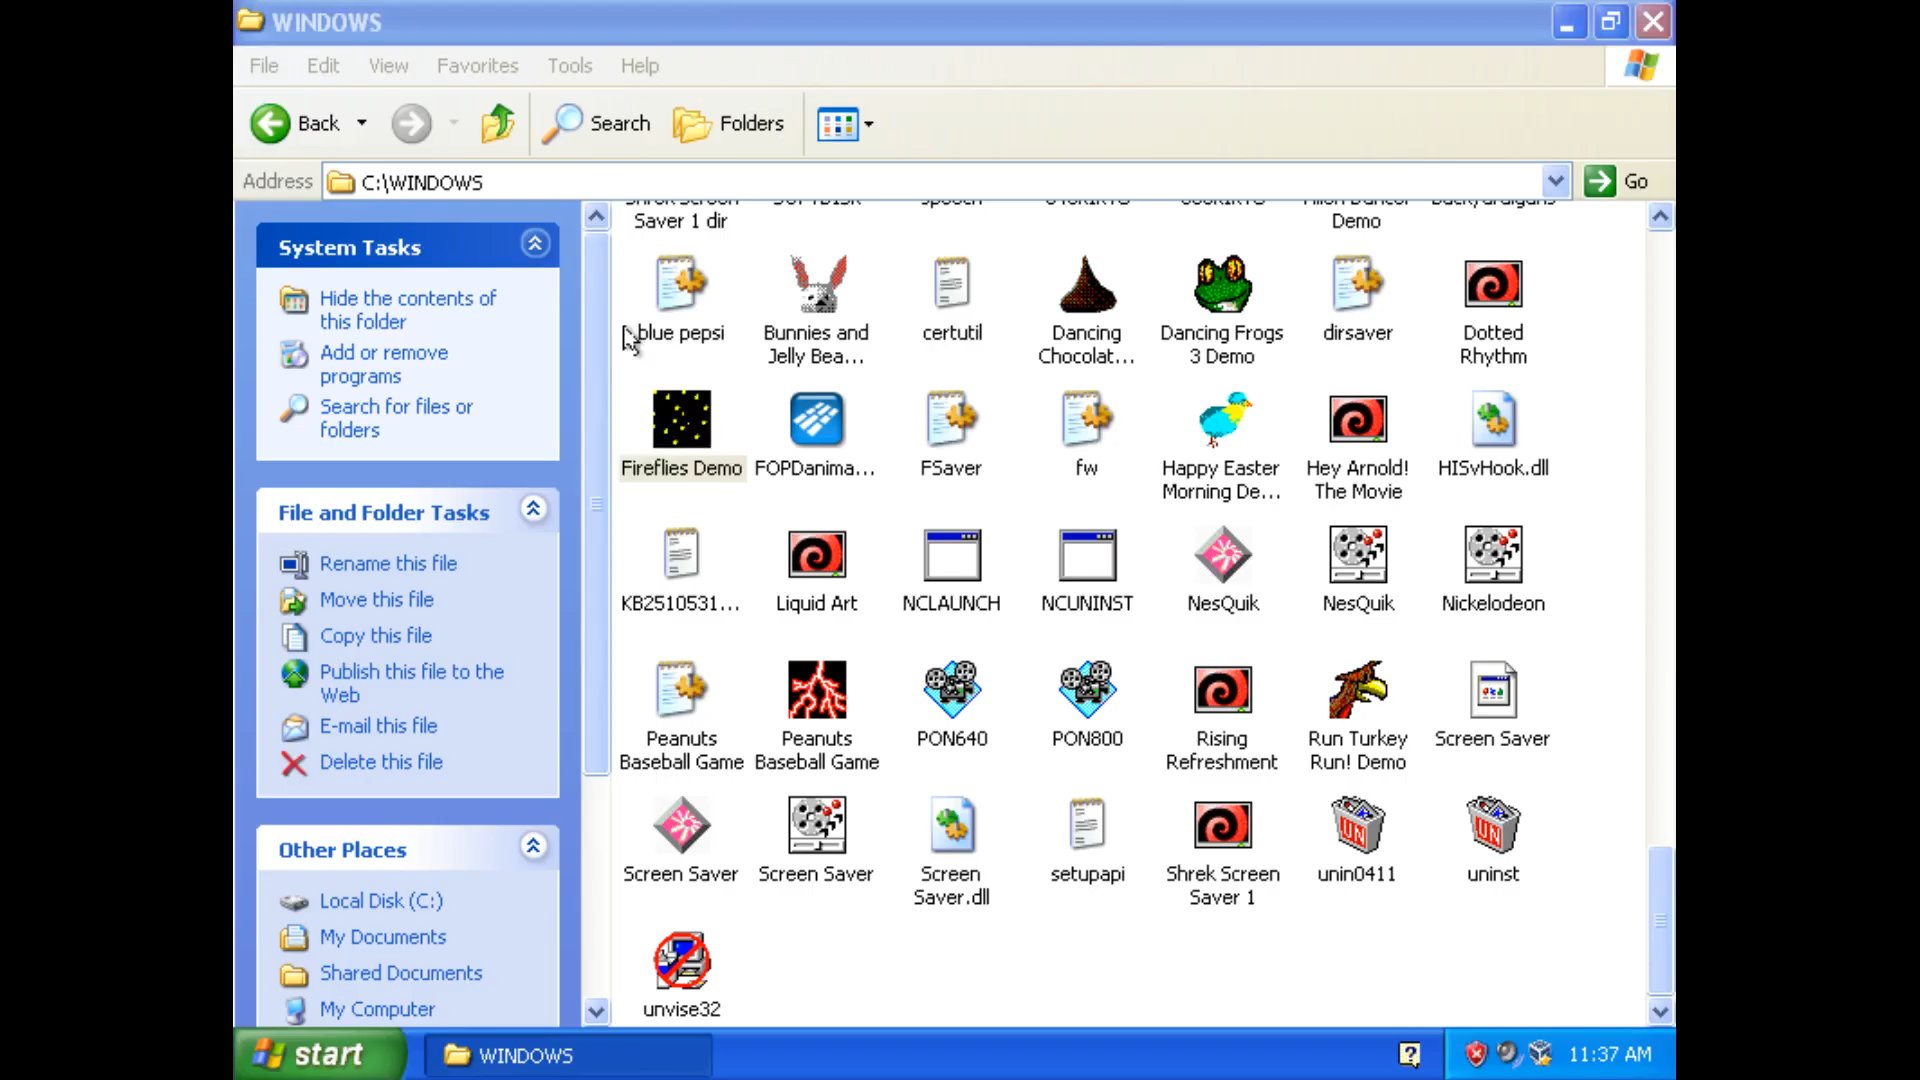 WINDOWS
File Edit View Favorites Tools Help
Back Search Folders
Address C:\WINDOWS Go
System Tasks
Hide the contents of
this folder
Add or remove
programs
Search for files or
folders
File and Folder Tasks
Rename this file
Move this file
Copy this file
Publish this file to the
Web
E-mail this file
Delete this file
Other Places
Local Disk (C:)
My Documents
Shared Documents
My Computer
Saver 1 dir
Demo
blue pepsi
Bunnies and
Jelly Bea...
certutil
Dancing
Chocolat...
Dancing Frogs
3 Demo
dirsaver
Dotted
Rhythm
Fireflies Demo
FOPDanima...
FSaver
fw
Happy Easter
Morning De...
Hey Arnold!
The Movie
HISvHook.dll
KB2510531...
Liquid Art
NCLAUNCH
NCUNINST
NesQuik
NesQuik
Nickelodeon
Peanuts
Baseball Game
Peanuts
Baseball Game
PON640
PON800
Rising
Refreshment
Run Turkey
Run! Demo
Screen Saver
Screen Saver
Screen Saver
Screen
Saver.dll
setupapi
Shrek Screen
Saver 1
UN
unin0411
UN
uninst
unvise32
start WINDOWS 11:37 AM